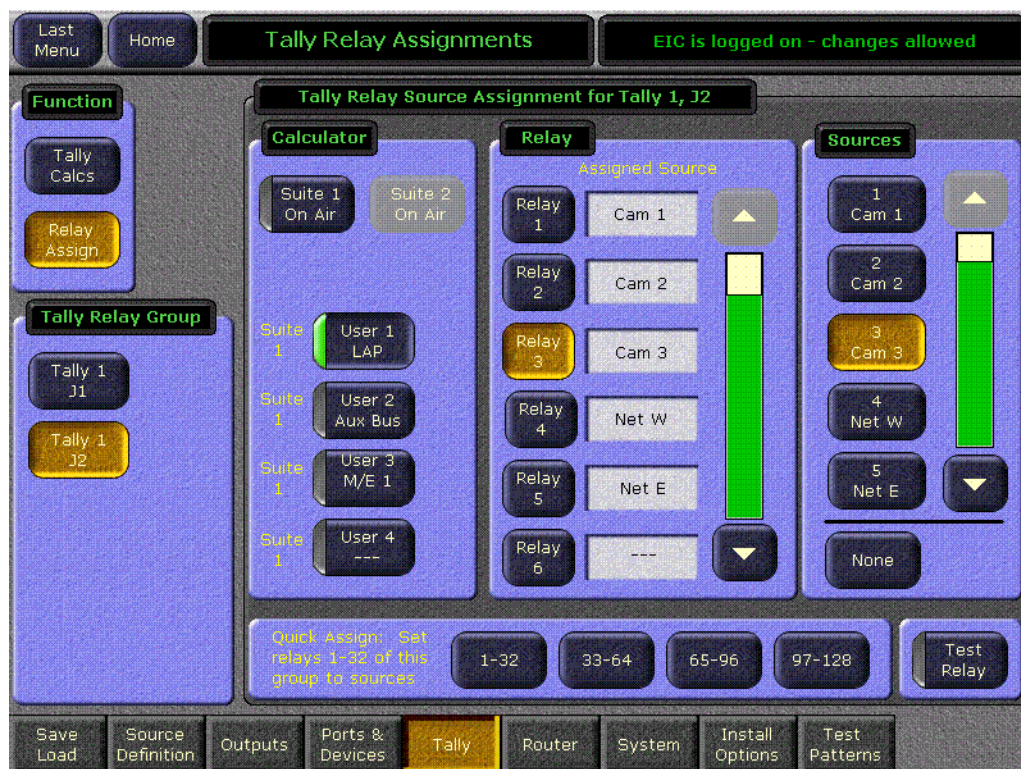 Last
Menu
Home
Tally Relay Assignments
EIC is logged on - changes allowed
Function
Tally
Calcs
Relay
Assign
Tally Relay Group
Tally 1
J1
Tally 1
J2
Tally Relay Source Assignment for Tally 1, J2
Calculator
Suite 1
On Air
Suite 2
On Air
Suite
1
User 1
LAP
Suite
1
User 2
Aux Bus
Suite
1
User 3
M/E 1
Suite
1
User 4
---
Relay
Assigned Source
Relay
1
Cam 1
Relay
2
Cam 2
Relay
3
Cam 3
Relay
4
Net W
Relay
5
Net E
Relay
6
---
Sources
1
Cam 1
2
Cam 2
3
Cam 3
4
Net W
5
Net E
None
Quick Assign: Set
relays 1-32 of this
group to sources
1-32
33-64
65-96
97-128
Test
Relay
Save
Load
Source
Definition
Outputs
Ports &
Devices
Tally
Router
System
Install
Options
Test
Patterns